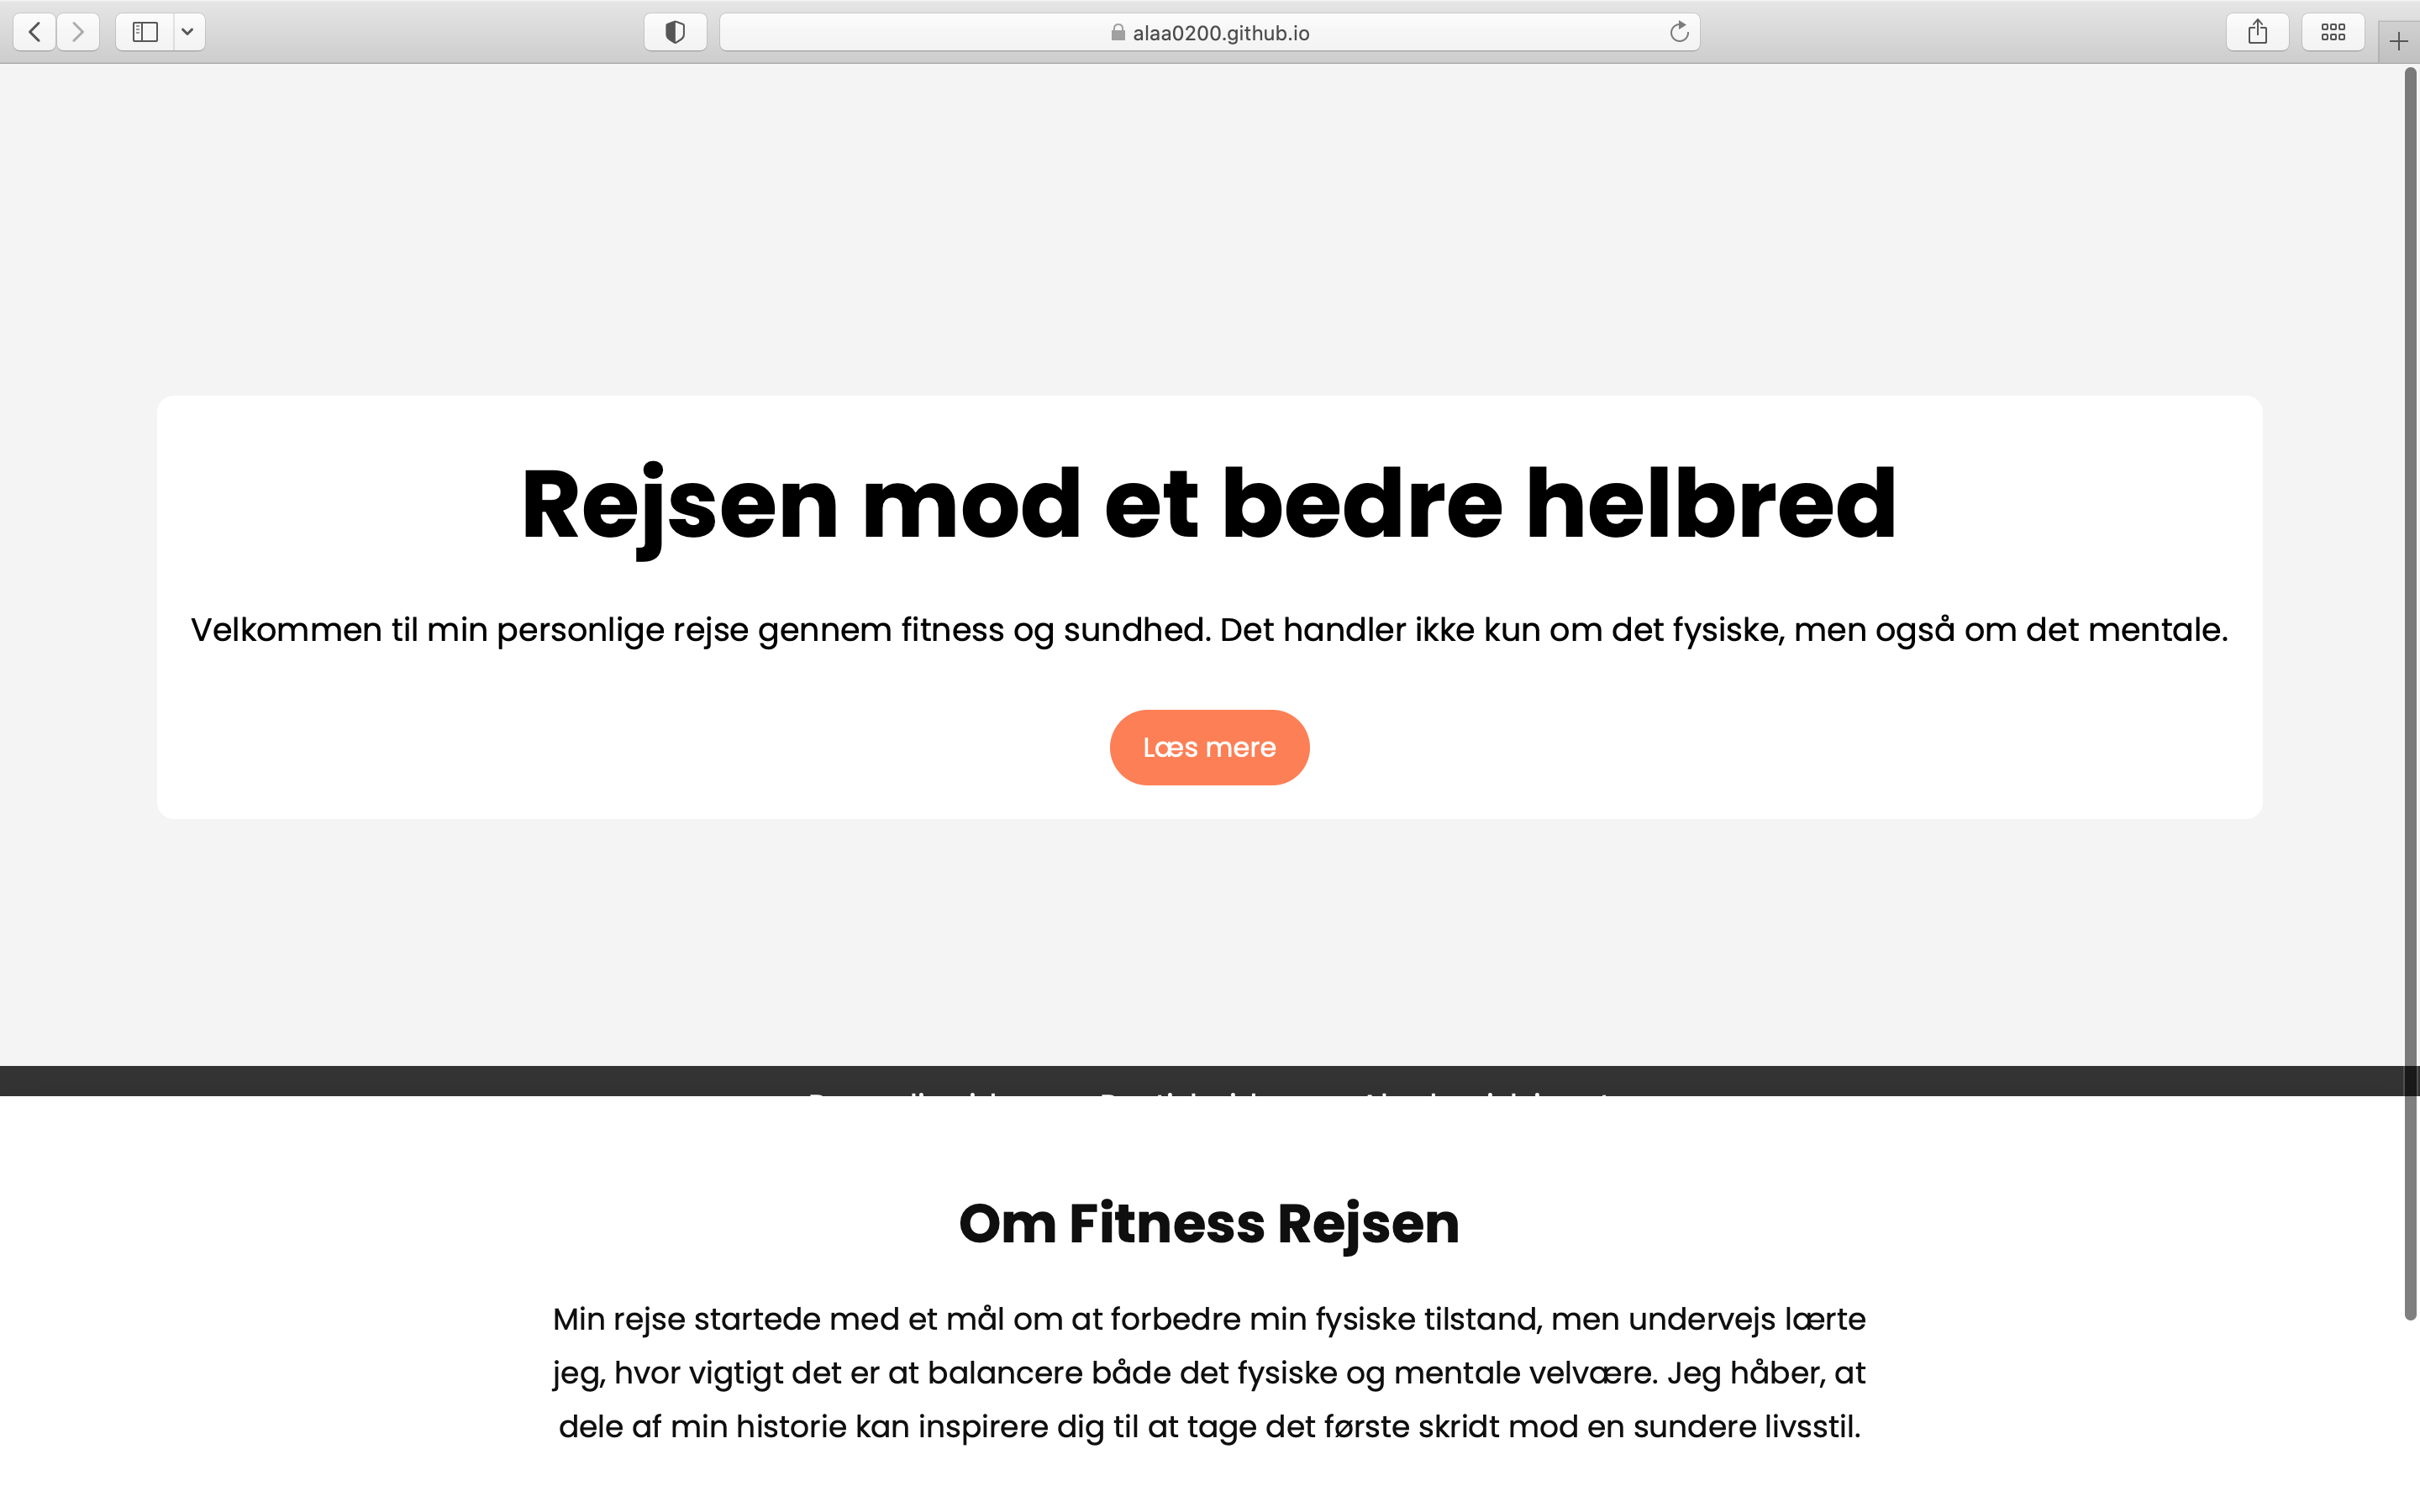 alaa0200.github.io
Rejsen mod et bedre helbred
Velkommen til min personlige rejse gennem fitness og sundhed. Det handler ikke kun om det fysiske, men også om det mentale.
Læs mere
Om Fitness Rejsen
Min rejse startede med et mål om at forbedre min fysiske tilstand, men undervejs lærte
jeg, hvor vigtigt det er at balancere både det fysiske og mentale velvære. Jeg håber, at
dele af min historie kan inspirere dig til at tage det første skridt mod en sundere livsstil.